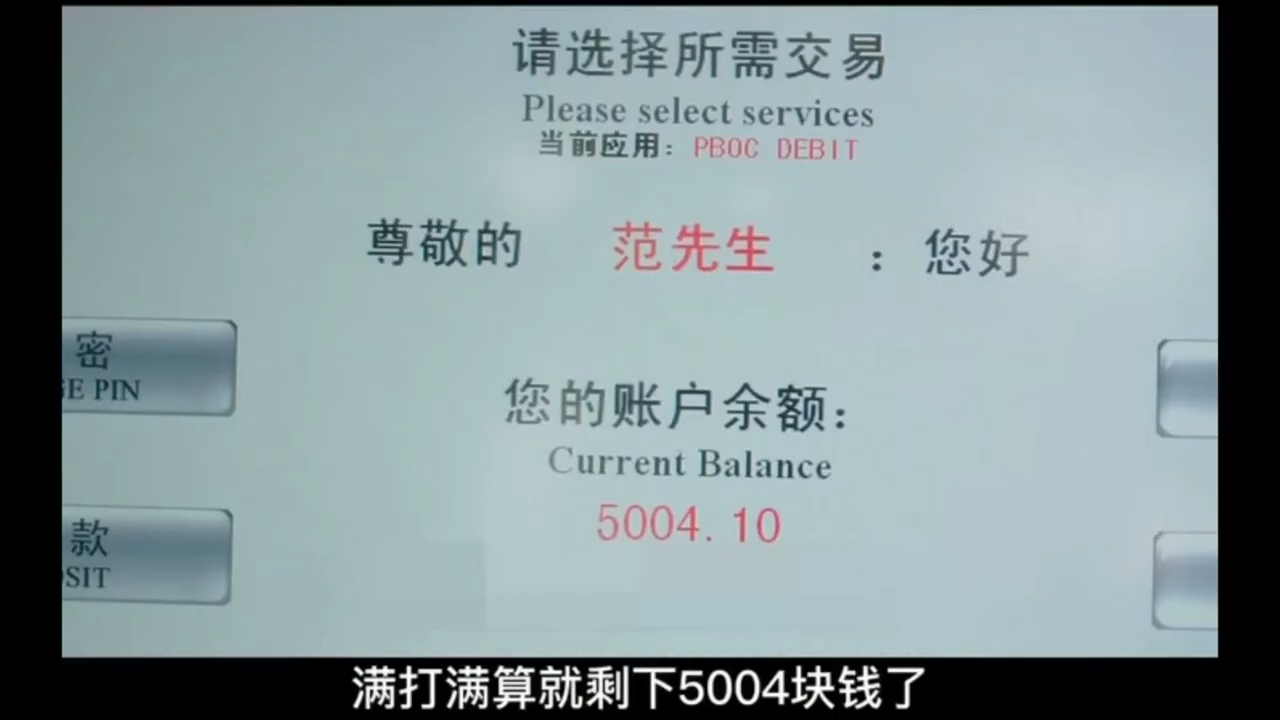 请选择所需交易
Please select services
当前应用：PBOC DEBIT
尊敬的 范先生 ：您好
密
GE PIN
您的账户余额：
Current Balance
5004.10
款
SIT
满打满算就剩下5004块钱了